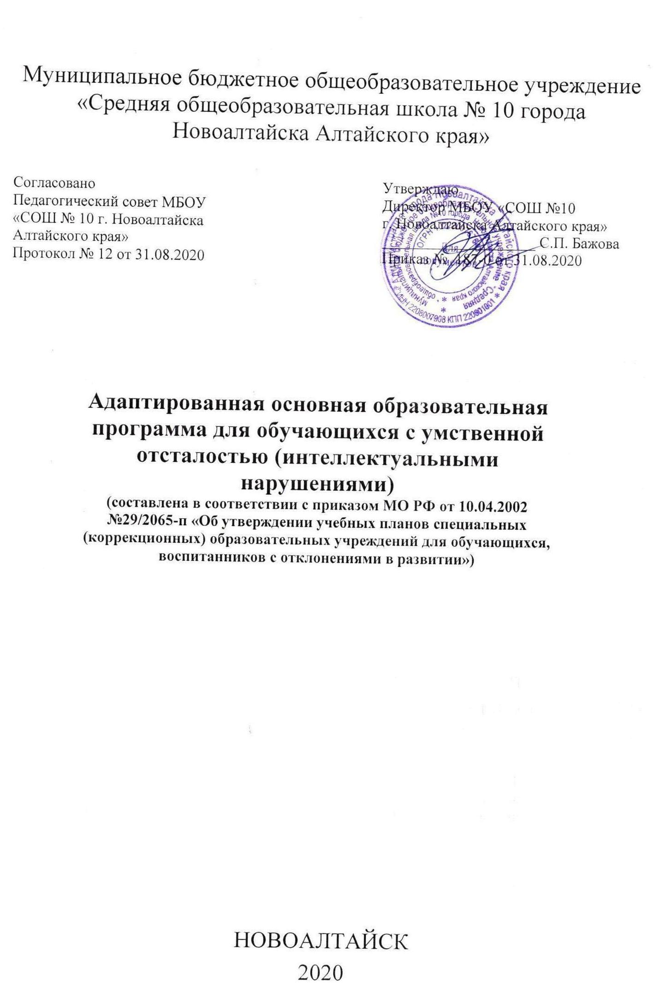 Муниципальное бюджетное общеобразовательное учреждение
«Средняя общеобразовательная школа № 10 города
Новоалтайска Алтайского края»
Согласовано
Педагогический совет МБОУ
«СОШ № 10 г. Новоалтайска
Алтайского края»
Протокол № 12 от 31.08.2020
Утверждаю
Директор МБОУ «СОШ №10
г. Новоалтайска Алтайского края»
С.П. Бажова
Приказ № 187-0 от 31.08.2020
ИНН 2208007908 КПП 220801001
Для
документов
Адаптированная основная образовательная
программа для обучающихся с умственной
отсталостью (интеллектуальными
нарушениями)
(составлена в соответствии с приказом МО РФ от 10.04.2002
№29/2065-п «Об утверждении учебных планов специальных
(коррекционных) образовательных учреждений для обучающихся,
воспитанников с отклонениями в развитии»)
НОВОАЛТАЙСК
2020